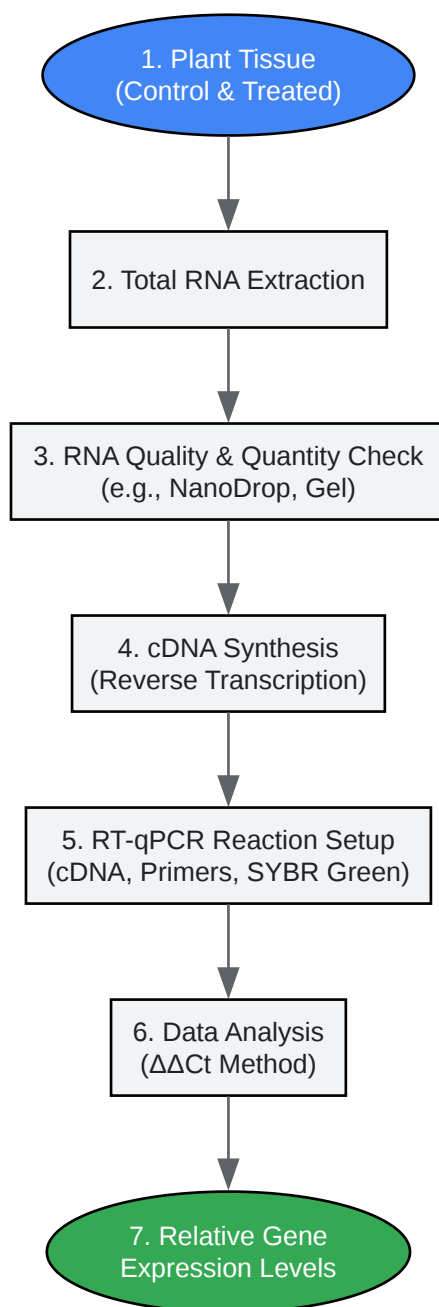 1. Plant Tissue
(Control & Treated)
2. Total RNA Extraction
3. RNA Quality & Quantity Check
(e.g., NanoDrop, Gel)
4. cDNA Synthesis
(Reverse Transcription)
5. RT-qPCR Reaction Setup
(cDNA, Primers, SYBR Green)
6. Data Analysis
(ΔΔCt Method)
7. Relative Gene
Expression Levels